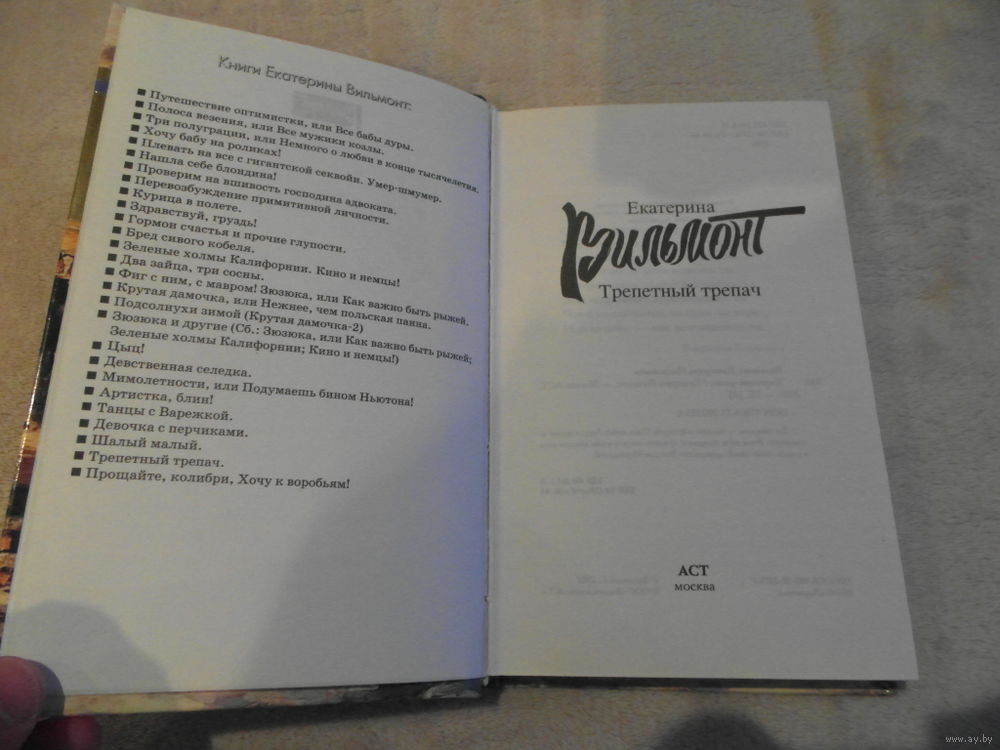 Книги Екатерины Вильмонт:
■ Путешествие оптимистки, или Все бабы дуры.
■ Полоса везения, или Все мужики козлы.
■ Три полуграции, или Немного о любви в конце тысячелетия.
■ Хочу бабу на роликах!
■ Плевать на все с гигантской секвойи. Умер-шмумер.
■ Нашла себе блондина!
■ Проверим на вшивость господина адвоката.
■ Перевозбуждение примитивной личности.
■ Курица в полете.
■ Здравствуй, груздь!
■ Гормон счастья и прочие глупости.
■ Бред сивого кобеля.
■ Зеленые холмы Калифорнии. Кино и немцы!
■ Два зайца, три сосны.
■ Фиг с ним, с мавром! Зюзюка, или Как важно быть рыжей.
■ Крутая дамочка, или Нежнее, чем польская панна.
■ Подсолнухи зимой (Крутая дамочка-2)
■ Зюзюка и другие (Сб.: Зюзюка, или Как важно быть рыжей;
Зеленые холмы Калифорнии; Кино и немцы!)
■ Цыц!
■ Девственная селедка.
■ Мимолетности, или Подумаешь бином Ньютона!
■ Артистка, блин!
■ Танцы с Варежкой.
■ Девочка с перчиками.
■ Шалый малый.
■ Трепетный трепач.
■ Прощайте, колибри, Хочу к воробьям!
Екатерина
Вильмонт
Трепетный трепач
АСТ
МОСКВА
www.ay.by